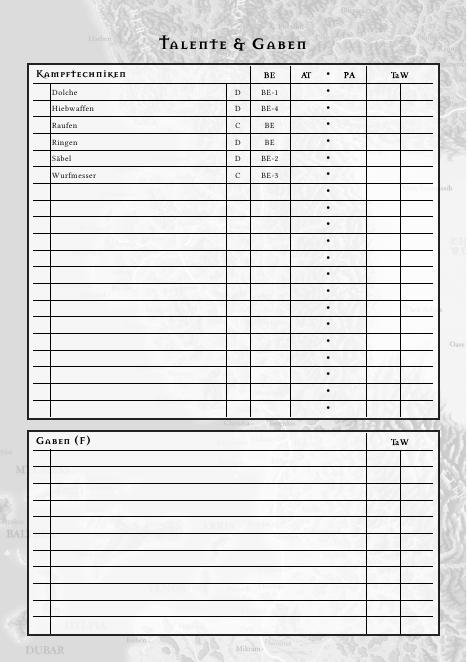 Talente & Gaben
Kampftechniken BE AT • PA TaW
Dolche D BE-1 •
Hiebwaffen D BE-4 •
Raufen C BE •
Ringen D BE •
Säbel D BE-2 •
Wurfmesser C BE-3 •
•
•
•
•
•
•
•
•
•
•
•
•
•
•
Gaben (F) TaW
DUBAR